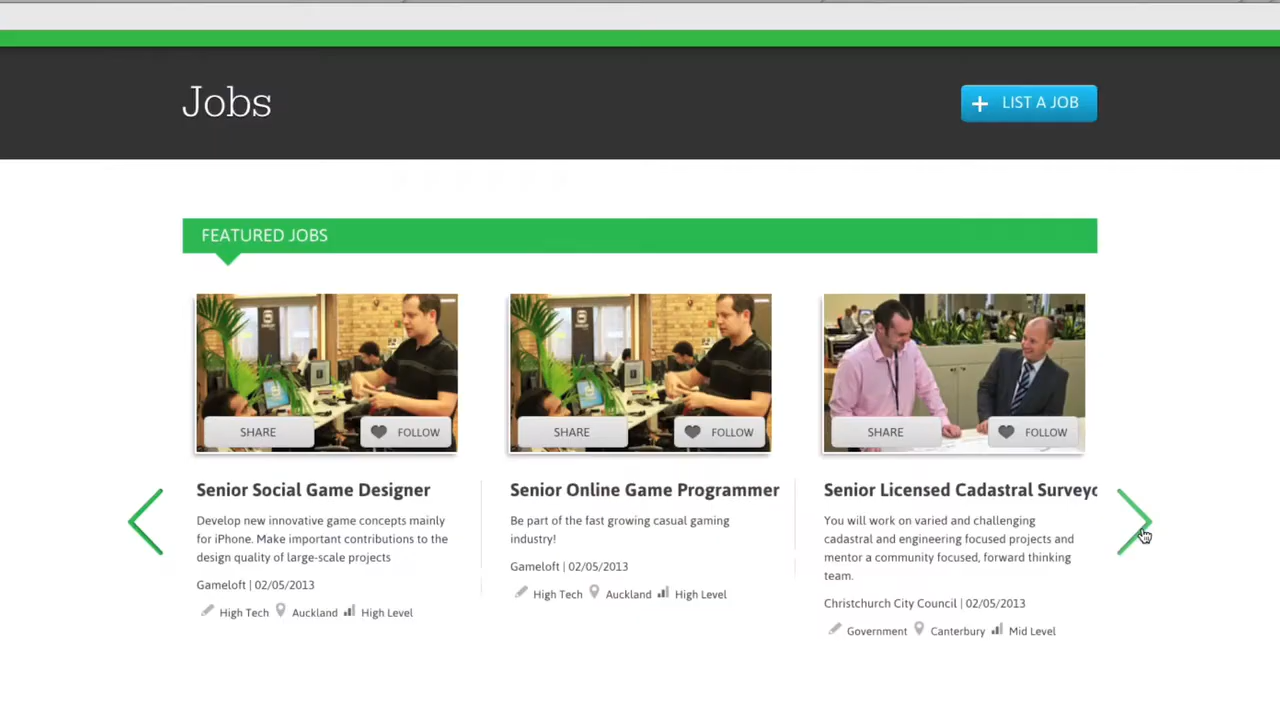 Jobs
+ LIST A JOB
FEATURED JOBS
SHARE
FOLLOW
SHARE
FOLLOW
SHARE
FOLLOW
Senior Social Game Designer
Develop new innovative game concepts mainly
for iPhone. Make important contributions to the
design quality of large-scale projects
Gameloft | 02/05/2013
High Tech Auckland High Level
Senior Online Game Programmer
Be part of the fast growing casual gaming
industry!
Gameloft | 02/05/2013
High Tech Auckland High Level
Senior Licensed Cadastral Surveyo
You will work on varied and challenging
cadastral and engineering focused projects and
mentor a community focused, forward thinking
team.
Christchurch City Council | 02/05/2013
Government Canterbury Mid Level